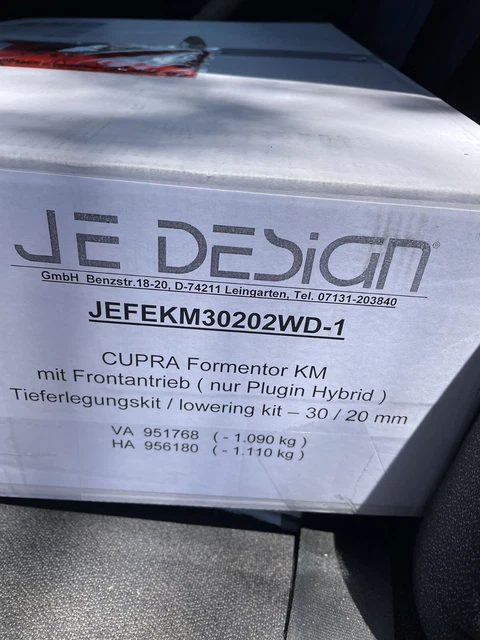 JE DESIGN®
GmbH Benzstr.18-20, D-74211 Leingarten, Tel. 07131-203840
JEFEKM30202WD-1
CUPRA Formentor KM
mit Frontantrieb ( nur Plugin Hybrid )
Tieferlegungskit / lowering kit – 30 / 20 mm
VA 951768 ( - 1.090 kg )
HA 956180 ( - 1.110 kg )